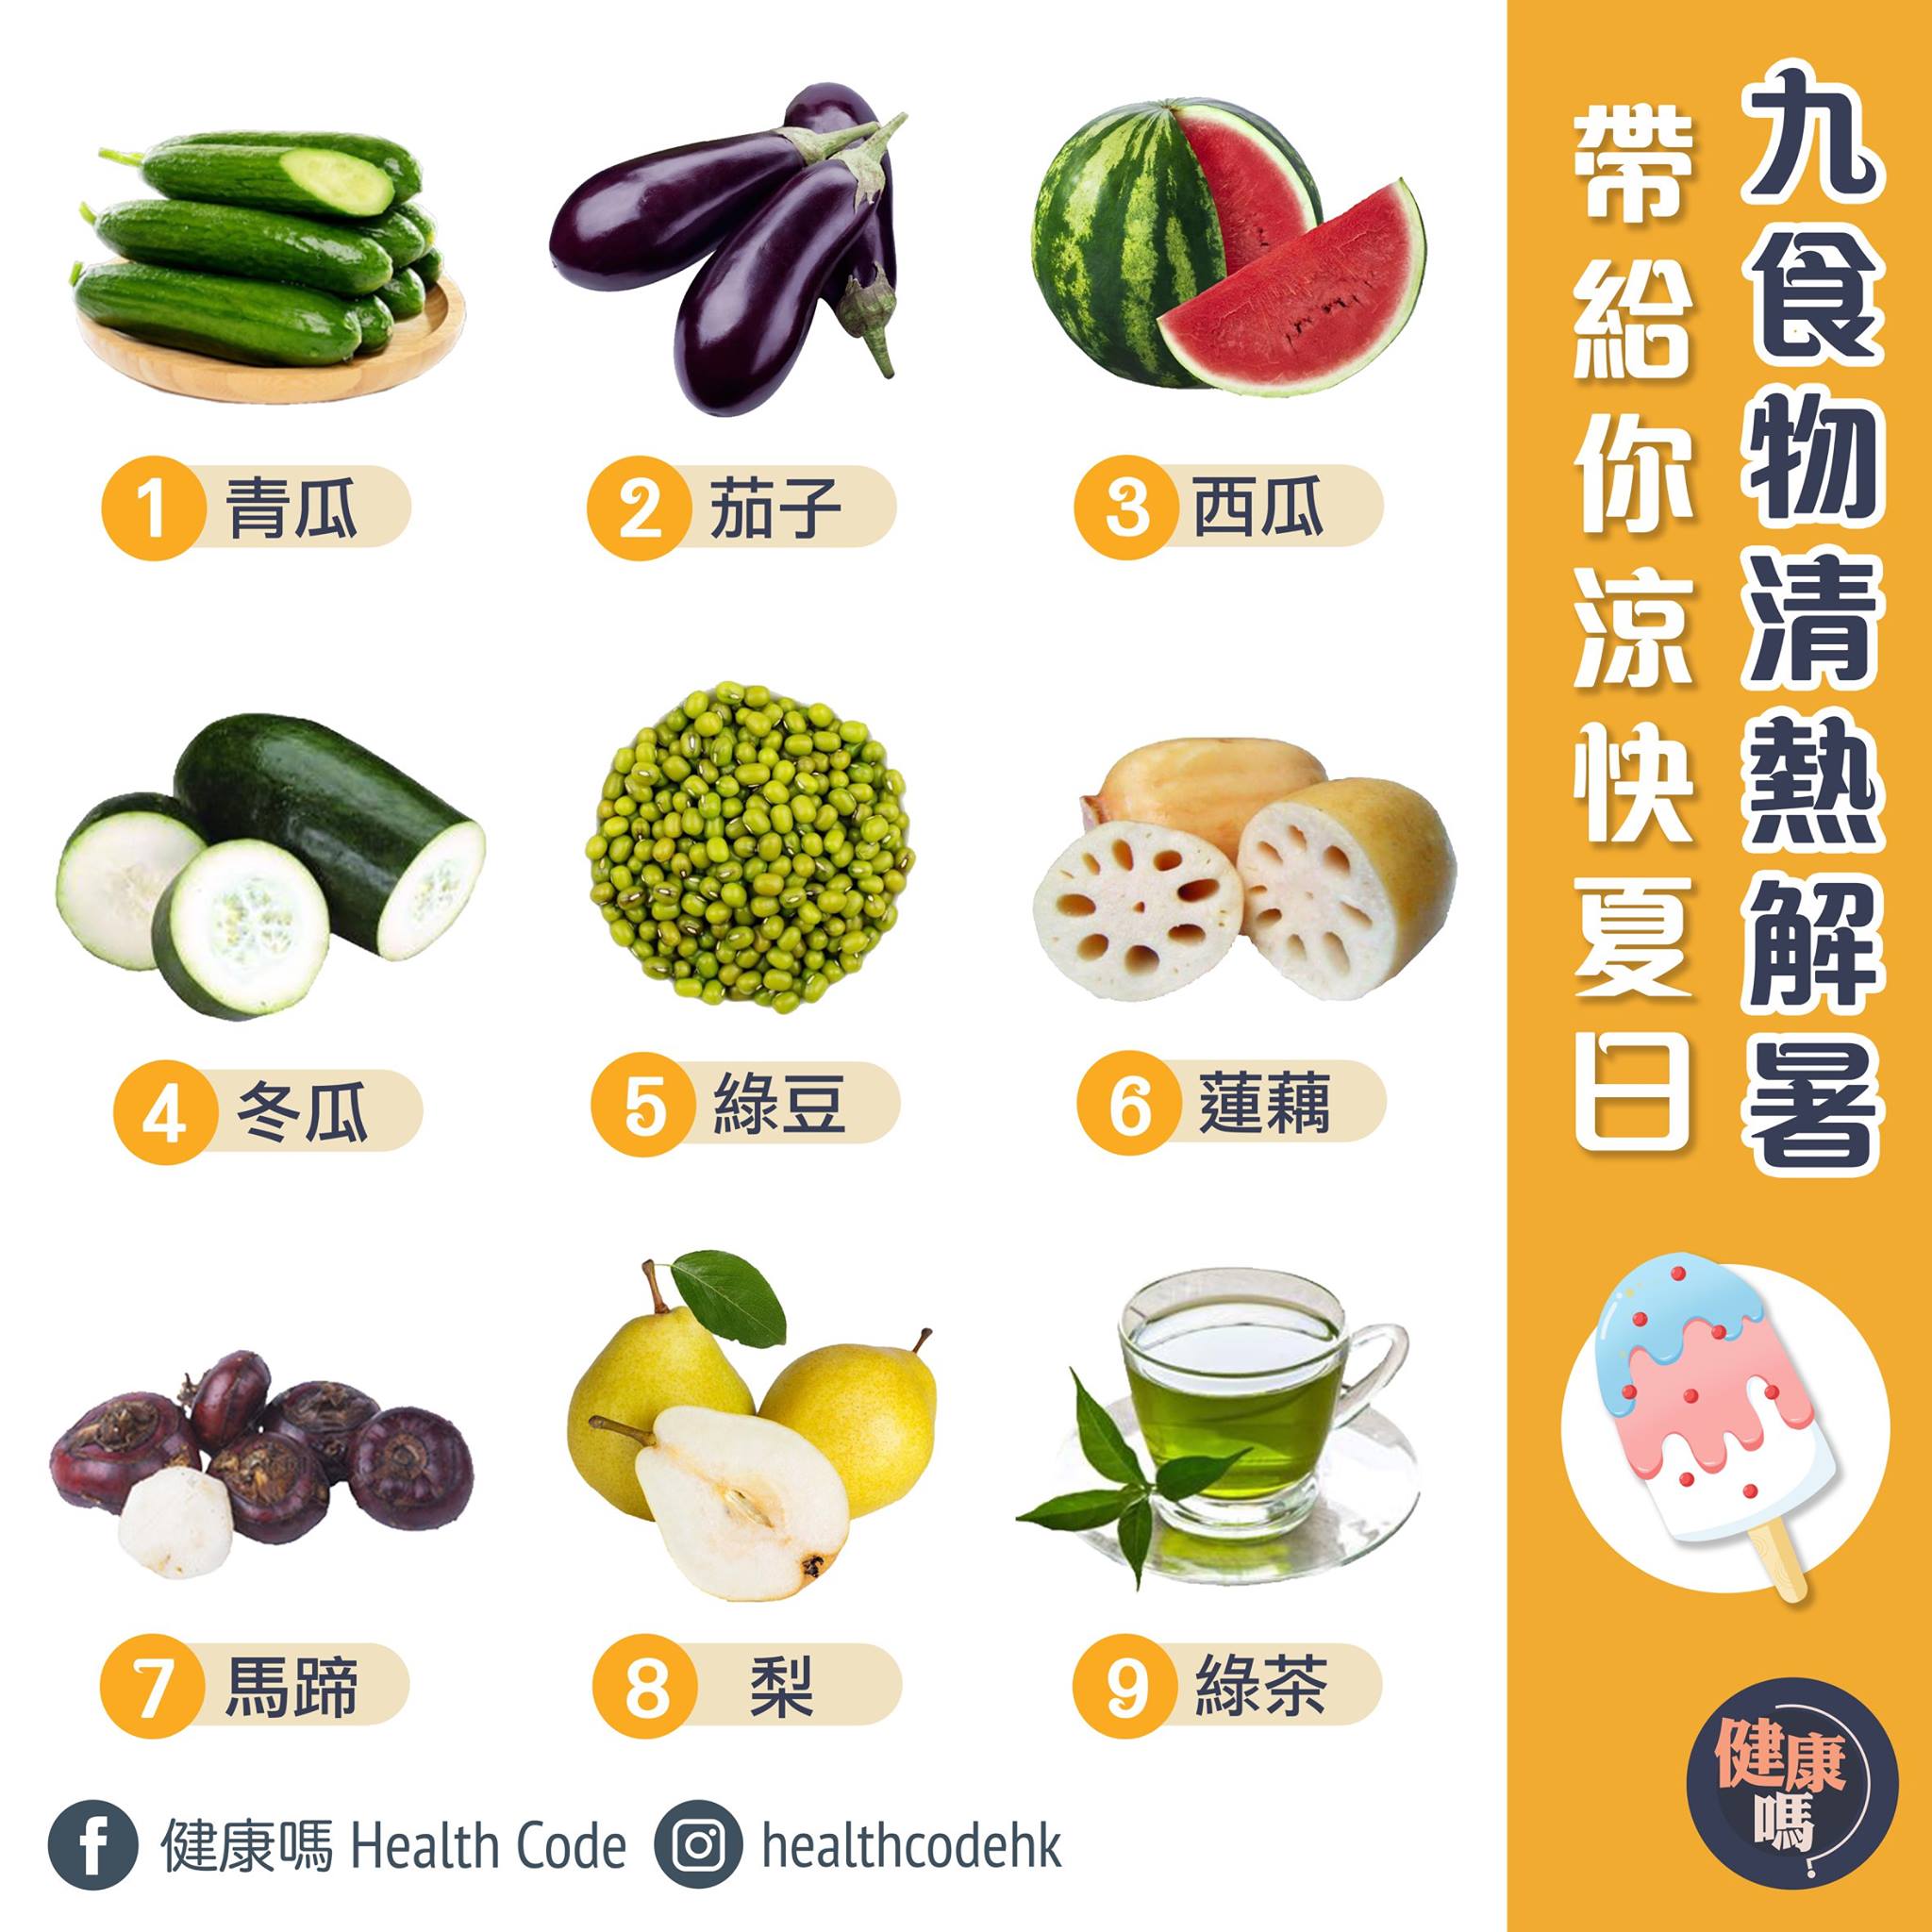 九食物清熱解暑
帶給你涼快夏日
1 青瓜
2 茄子
3 西瓜
4 冬瓜
5 綠豆
6 蓮藕
7 馬蹄
8 梨
9 綠茶
健康嗎 Health Code
healthcodehk
健康
嗎